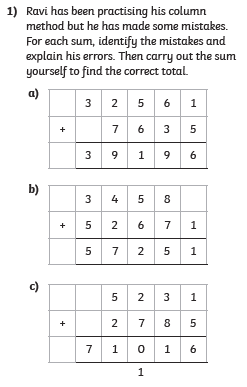 1) Ravi has been practising his column
method but he has made some mistakes.
For each sum, identify the mistakes and
explain his errors. Then carry out the sum
yourself to find the correct total.
a)
3 2 5 6 1
+ 7 6 3 5
3 9 1 9 6
b)
3 4 5 8
+ 5 2 6 7 1
5 7 2 5 1
c)
5 2 3 1
+ 2 7 8 5
7 1 0 1 6
1